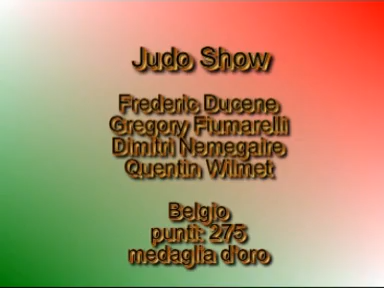 Judo Show
Frederic Ducene
Gregory Fiumarelli
Dimitri Nemegaire
Quentin Wilmet
Belgio
punti: 275
medaglia d'oro